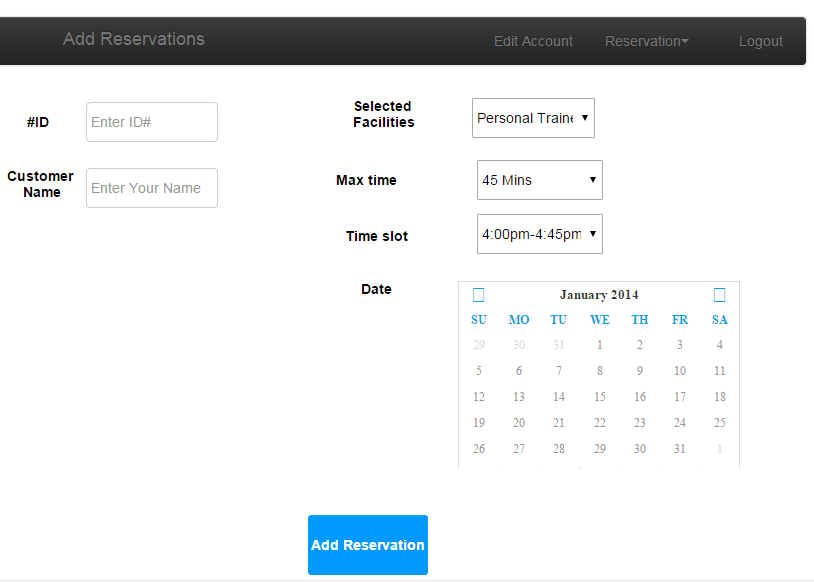 Add Reservations Edit Account Reservation Logout
#ID Enter ID#
Customer
Name Enter Your Name
Selected
Facilities Personal Traine
Max time 45 Mins
Time slot 4:00pm-4:45pm
Date
January 2014
SU MO TU WE TH FR SA
29 30 31 1 2 3 4
5 6 7 8 9 10 11
12 13 14 15 16 17 18
19 20 21 22 23 24 25
26 27 28 29 30 31 1
Add Reservation